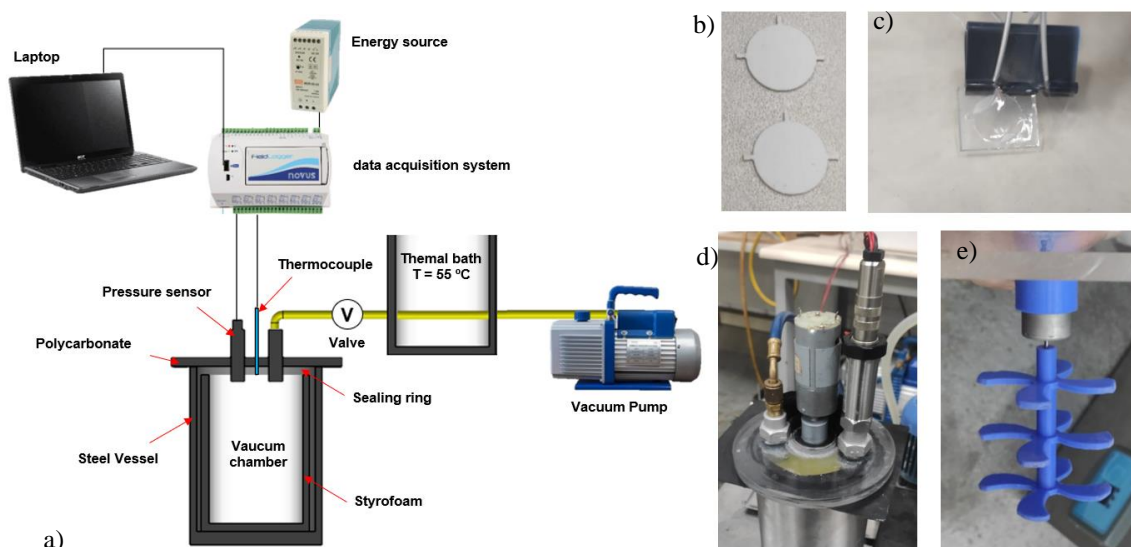 b)
c)
Energy source
Laptop
data acquisition system
novus
d)
e)
Themal bath
T = 55 ºC
Thermocouple
Pressure sensor
V
Valve
Polycarbonate
Sealing ring
Vacuum Pump
Steel Vessel
Vaucum
chamber
Styrofoam
a)